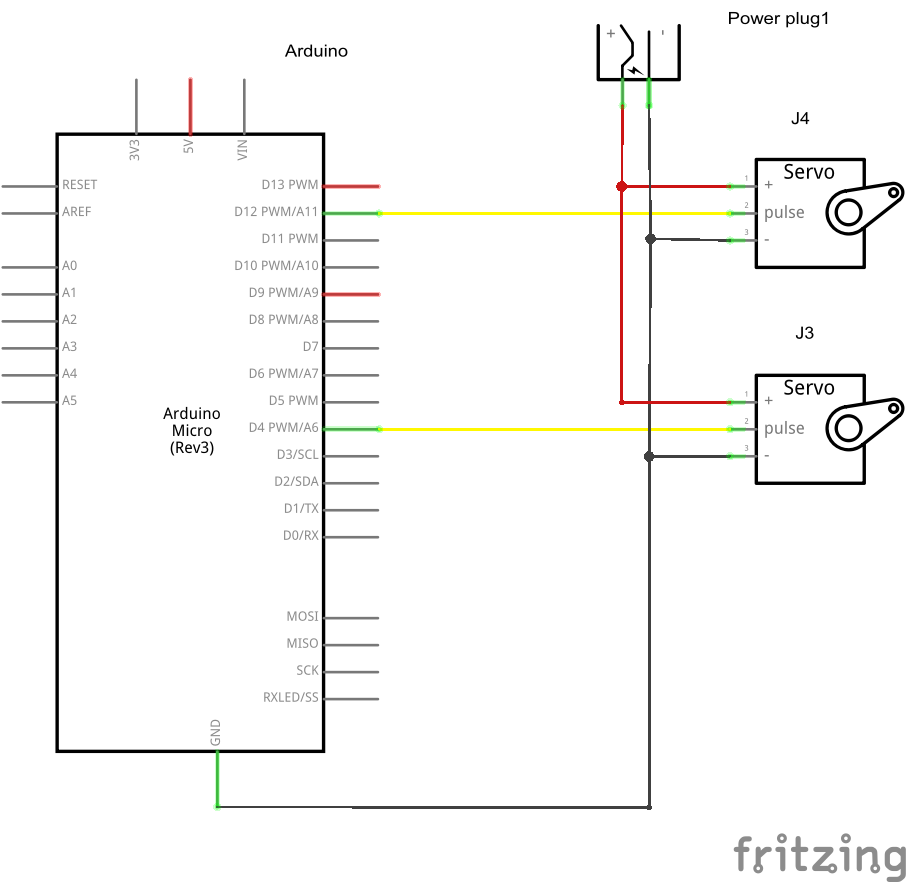 Power plug1
Arduino
+
-
J4
3V3
5V
VIN
Servo
RESET
D13 PWM
1
+
AREF
D12 PWM/A11
2
pulse
D11 PWM
3
-
A0
D10 PWM/A10
A1
D9 PWM/A9
A2
D8 PWM/A8
J3
A3
D7
A4
D6 PWM/A7
Servo
A5
D5 PWM
1
+
Arduino
Micro
(Rev3)
D4 PWM/A6
2
pulse
D3/SCL
3
-
D2/SDA
D1/TX
D0/RX
MOSI
MISO
SCK
RXLED/SS
GND
fritzing